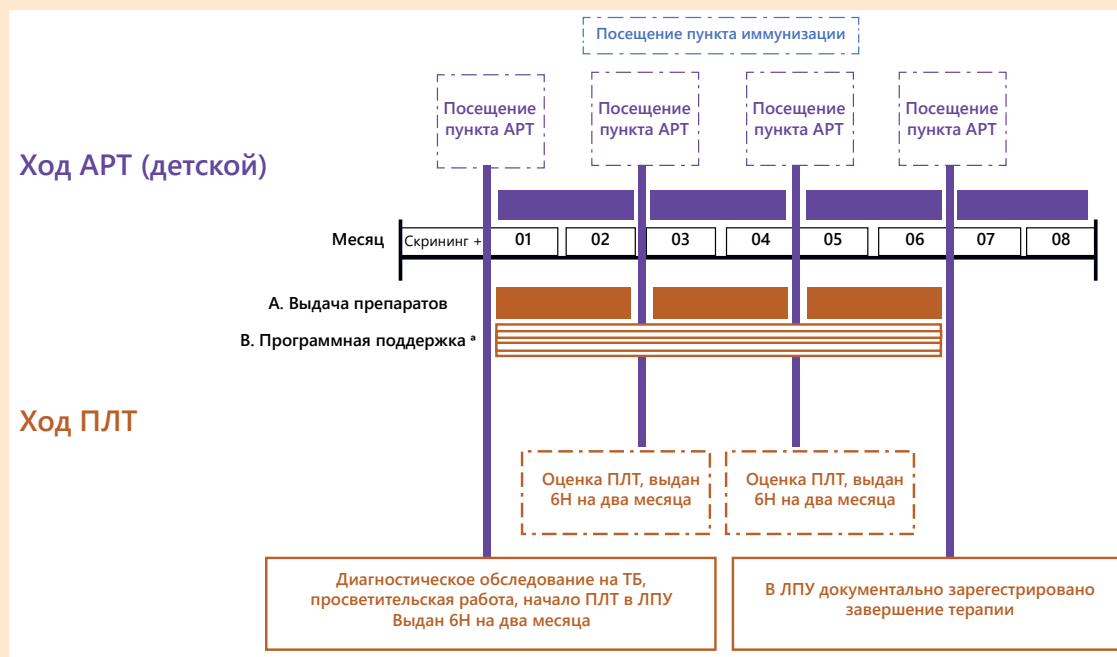 Посещение пункта иммунизации
Посещение
пункта АРТ
Посещение
пункта АРТ
Посещение
пункта АРТ
Посещение
пункта АРТ
Ход АРТ (детской)
Месяц
Скрининг +
01
02
03
04
05
06
07
08
А. Выдача препаратов
В. Программная поддержка ᵃ
Ход ПЛТ
Оценка ПЛТ, выдан
6Н на два месяца
Оценка ПЛТ, выдан
6Н на два месяца
Диагностическое обследование на ТБ,
просветительская работа, начало ПЛТ в ЛПУ
Выдан 6Н на два месяца
В ЛПУ документально зарегестрировано
завершение терапии